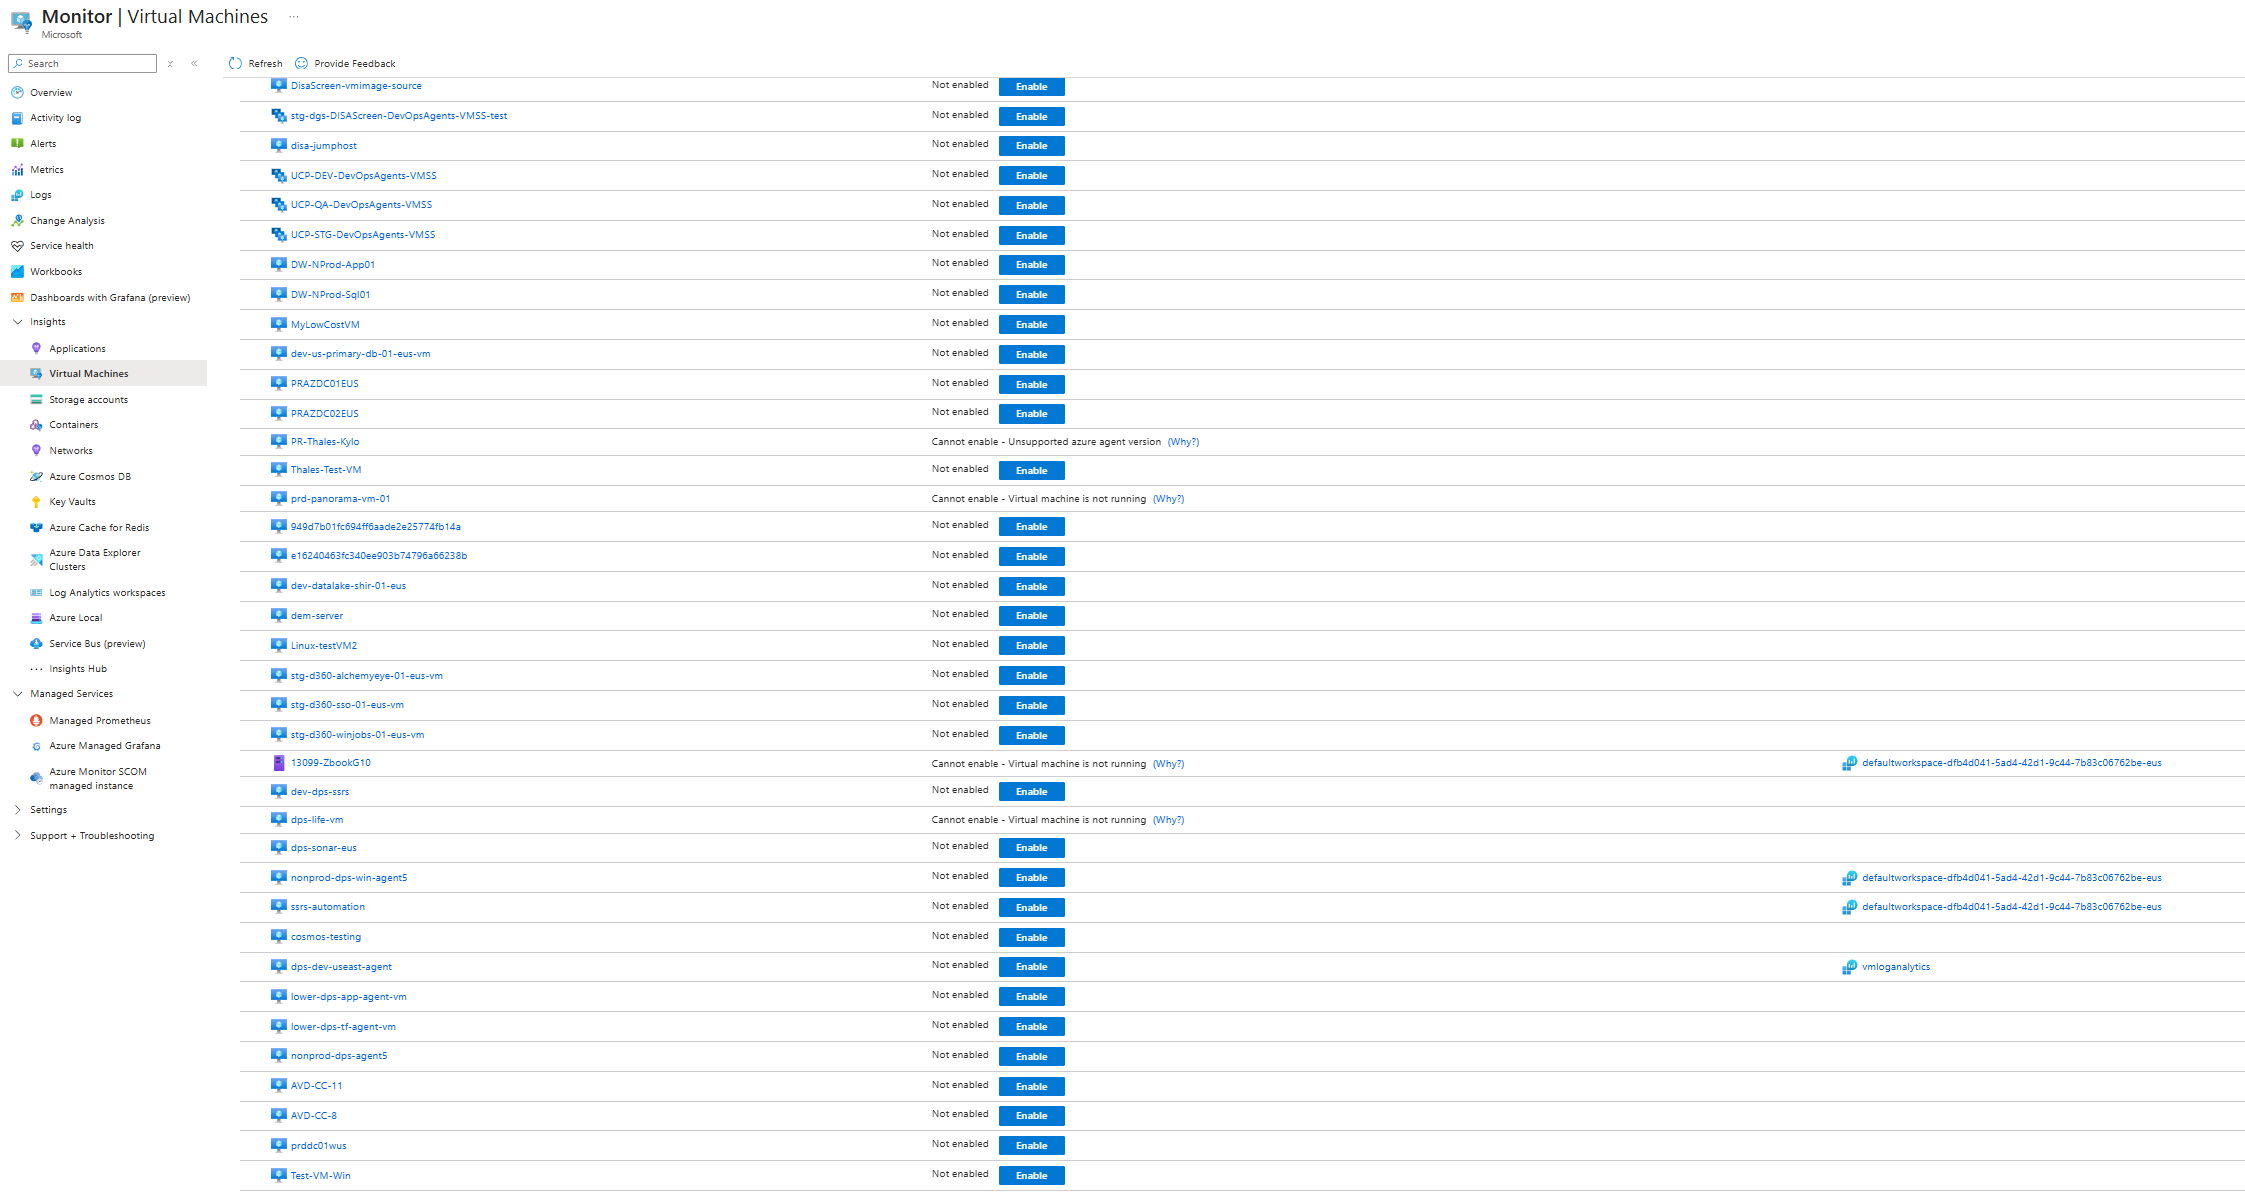 Monitor | Virtual Machines ...
Microsoft
Search
Refresh Provide Feedback
Overview
Activity log
Alerts
Metrics
Logs
Change Analysis
Service health
Workbooks
Dashboards with Grafana (preview)
Insights
Applications
Virtual Machines
Storage accounts
Containers
Networks
Azure Cosmos DB
Key Vaults
Azure Cache for Redis
Azure Data Explorer
Clusters
Log Analytics workspaces
Azure Local
Service Bus (preview)
Insights Hub
Managed Services
Managed Prometheus
Azure Managed Grafana
Azure Monitor SCOM
managed instance
Settings
Support + Troubleshooting
DisaScreen-vmimage-source Not enabled Enable
stg-dgs-DISAScreen-DevOpsAgents-VMSS-test Not enabled Enable
disa-jumphost Not enabled Enable
UCP-DEV-DevOpsAgents-VMSS Not enabled Enable
UCP-QA-DevOpsAgents-VMSS Not enabled Enable
UCP-STG-DevOpsAgents-VMSS Not enabled Enable
DW-NProd-App01 Not enabled Enable
DW-NProd-Sql01 Not enabled Enable
MyLowCostVM Not enabled Enable
dev-us-primary-db-01-eus-vm Not enabled Enable
PRAZDC01EUS Not enabled Enable
PRAZDC02EUS Not enabled Enable
PR-Thales-Kylo Cannot enable - Unsupported azure agent version (Why?)
Thales-Test-VM Not enabled Enable
prd-panorama-vm-01 Cannot enable - Virtual machine is not running (Why?)
949d7b01fc694ff6aade2e25774fb14a Not enabled Enable
e16240463fc340ee903b74796a66238b Not enabled Enable
dev-datalake-shir-01-eus Not enabled Enable
dem-server Not enabled Enable
Linux-testVM2 Not enabled Enable
stg-d360-alchemyeye-01-eus-vm Not enabled Enable
stg-d360-sso-01-eus-vm Not enabled Enable
stg-d360-winjobs-01-eus-vm Not enabled Enable
13099-ZbookG10 Cannot enable - Virtual machine is not running (Why?) defaultworkspace-dfb4d041-5ad4-42d1-9c44-7b83c06762be-eus
dev-dps-ssrs Not enabled Enable
dps-life-vm Cannot enable - Virtual machine is not running (Why?)
dps-sonar-eus Not enabled Enable
nonprod-dps-win-agent5 Not enabled Enable defaultworkspace-dfb4d041-5ad4-42d1-9c44-7b83c06762be-eus
ssrs-automation Not enabled Enable defaultworkspace-dfb4d041-5ad4-42d1-9c44-7b83c06762be-eus
cosmos-testing Not enabled Enable
dps-dev-useast-agent Not enabled Enable vmloganalytics
lower-dps-app-agent-vm Not enabled Enable
lower-dps-tf-agent-vm Not enabled Enable
nonprod-dps-agent5 Not enabled Enable
AVD-CC-11 Not enabled Enable
AVD-CC-8 Not enabled Enable
prddc01wus Not enabled Enable
Test-VM-Win Not enabled Enable